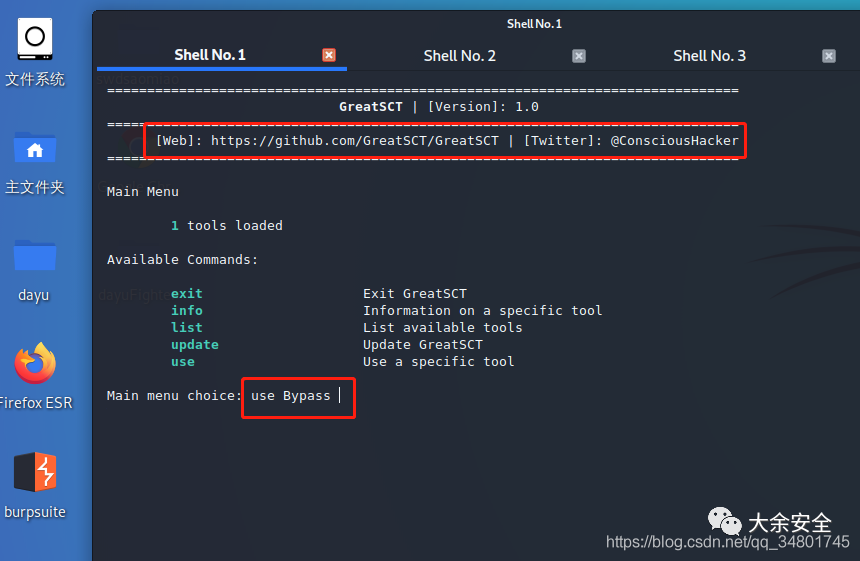 Shell No.1
Shell No. 1
Shell No. 2
Shell No. 3
文件系统
主文件夹
dayu
Firefox ESR
burpsuite
===============================================================================
GreatSCT | [Version]: 1.0
===============================================================================
[Web]: https://github.com/GreatSCT/GreatSCT | [Twitter]: @ConsciousHacker
===============================================================================
Main Menu
1 tools loaded
Available Commands:
exit Exit GreatSCT
info Information on a specific tool
list List available tools
update Update GreatSCT
use Use a specific tool
Main menu choice: use Bypass
大余安全
https://blog.csdn.net/qq_34801745